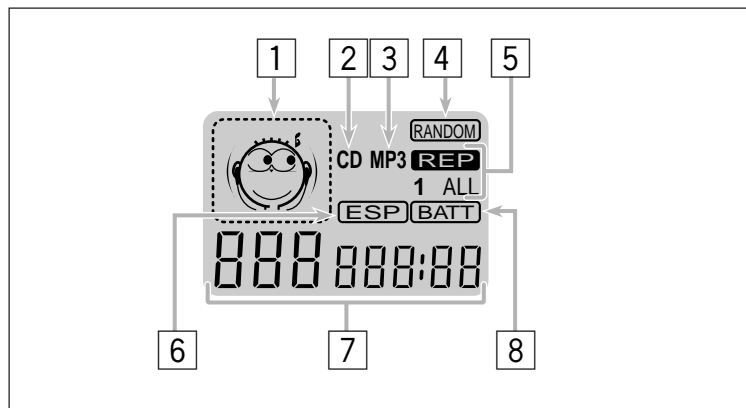 1 2 3 4 5
RANDOM
CD MP3 REP
1 ALL
ESP BATT
888 888:88
6 7 8